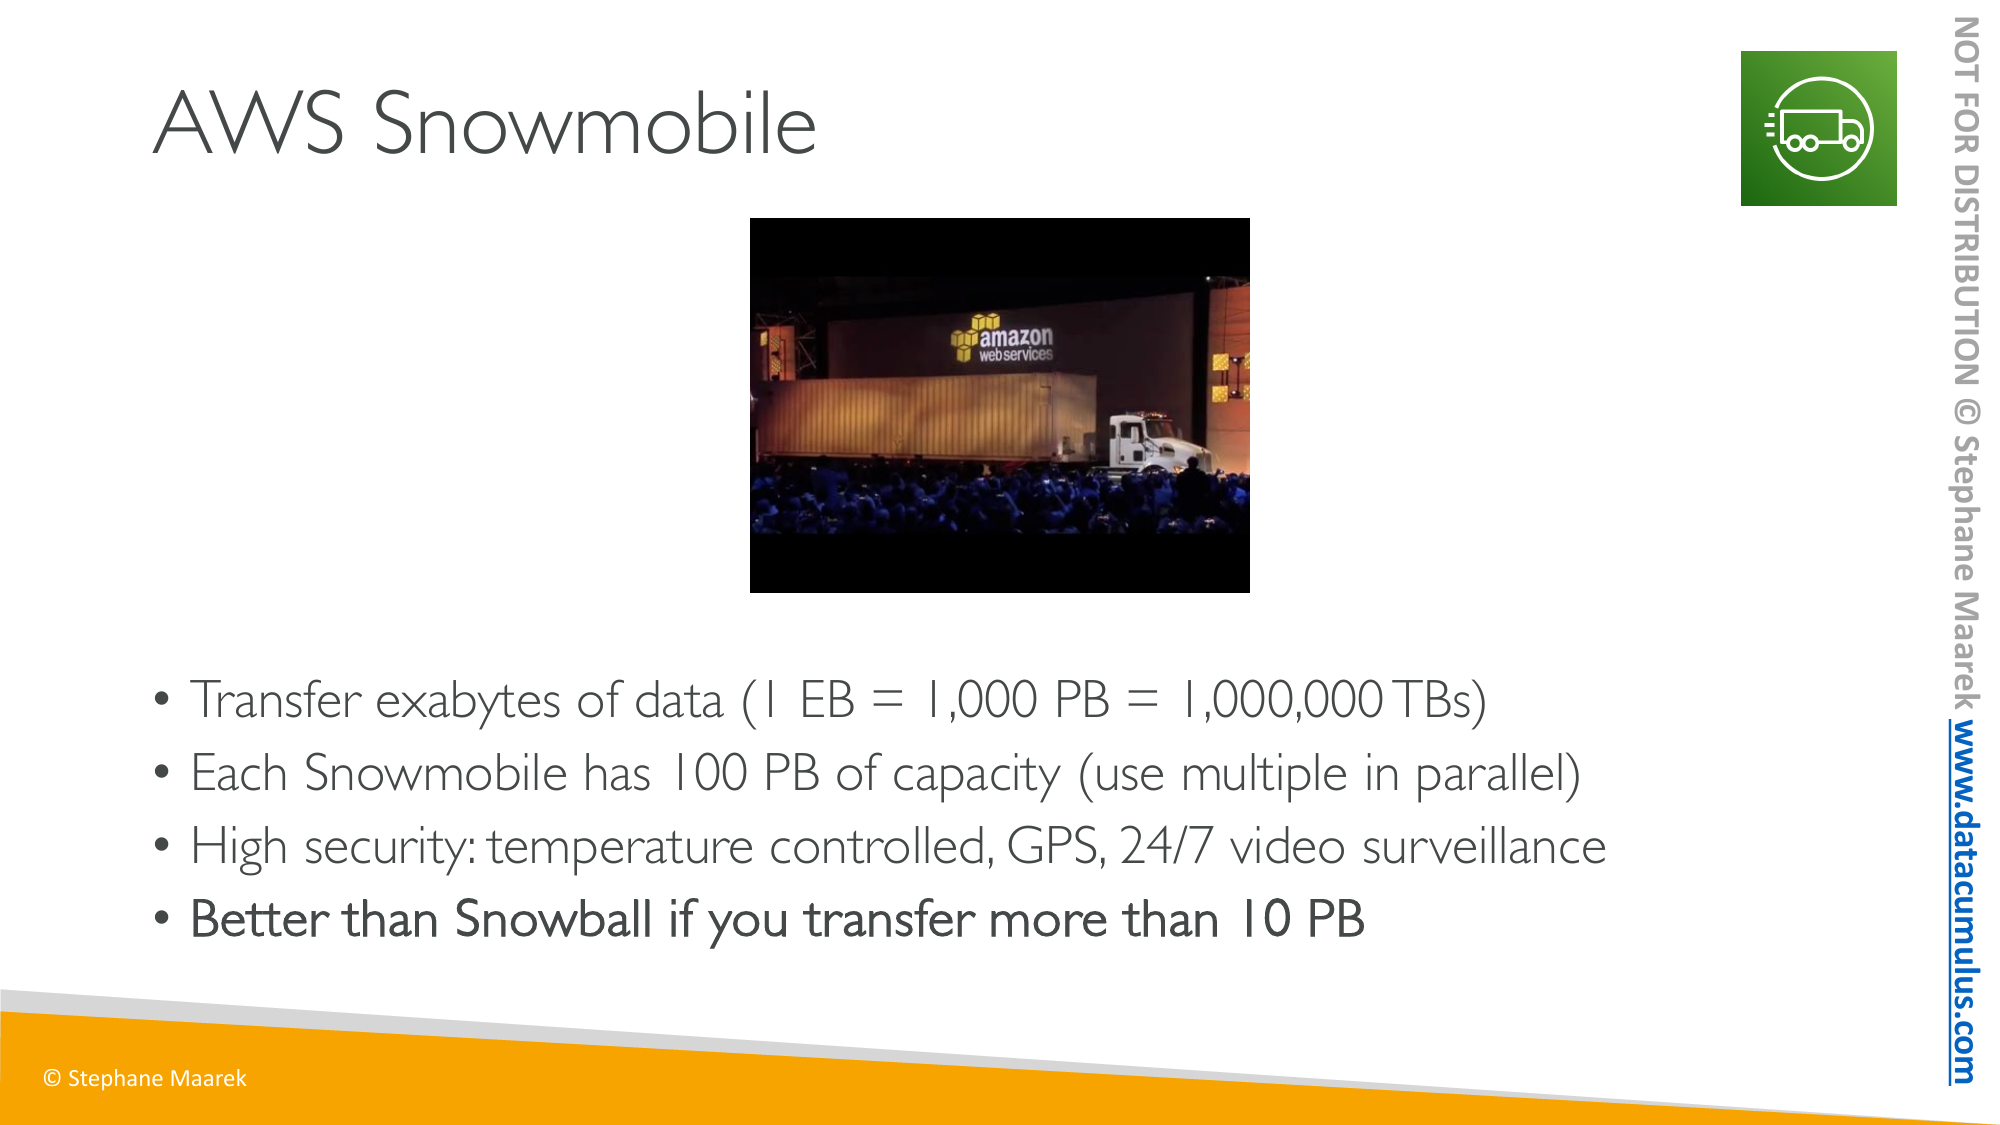 AWS Snowmobile
amazon
webservices
• Transfer exabytes of data (1 EB = 1,000 PB = 1,000,000 TBs)
• Each Snowmobile has 100 PB of capacity (use multiple in parallel)
• High security: temperature controlled, GPS, 24/7 video surveillance
• Better than Snowball if you transfer more than 10 PB
© Stephane Maarek
NOT FOR DISTRIBUTION © Stephane Maarek www.datacumulus.com